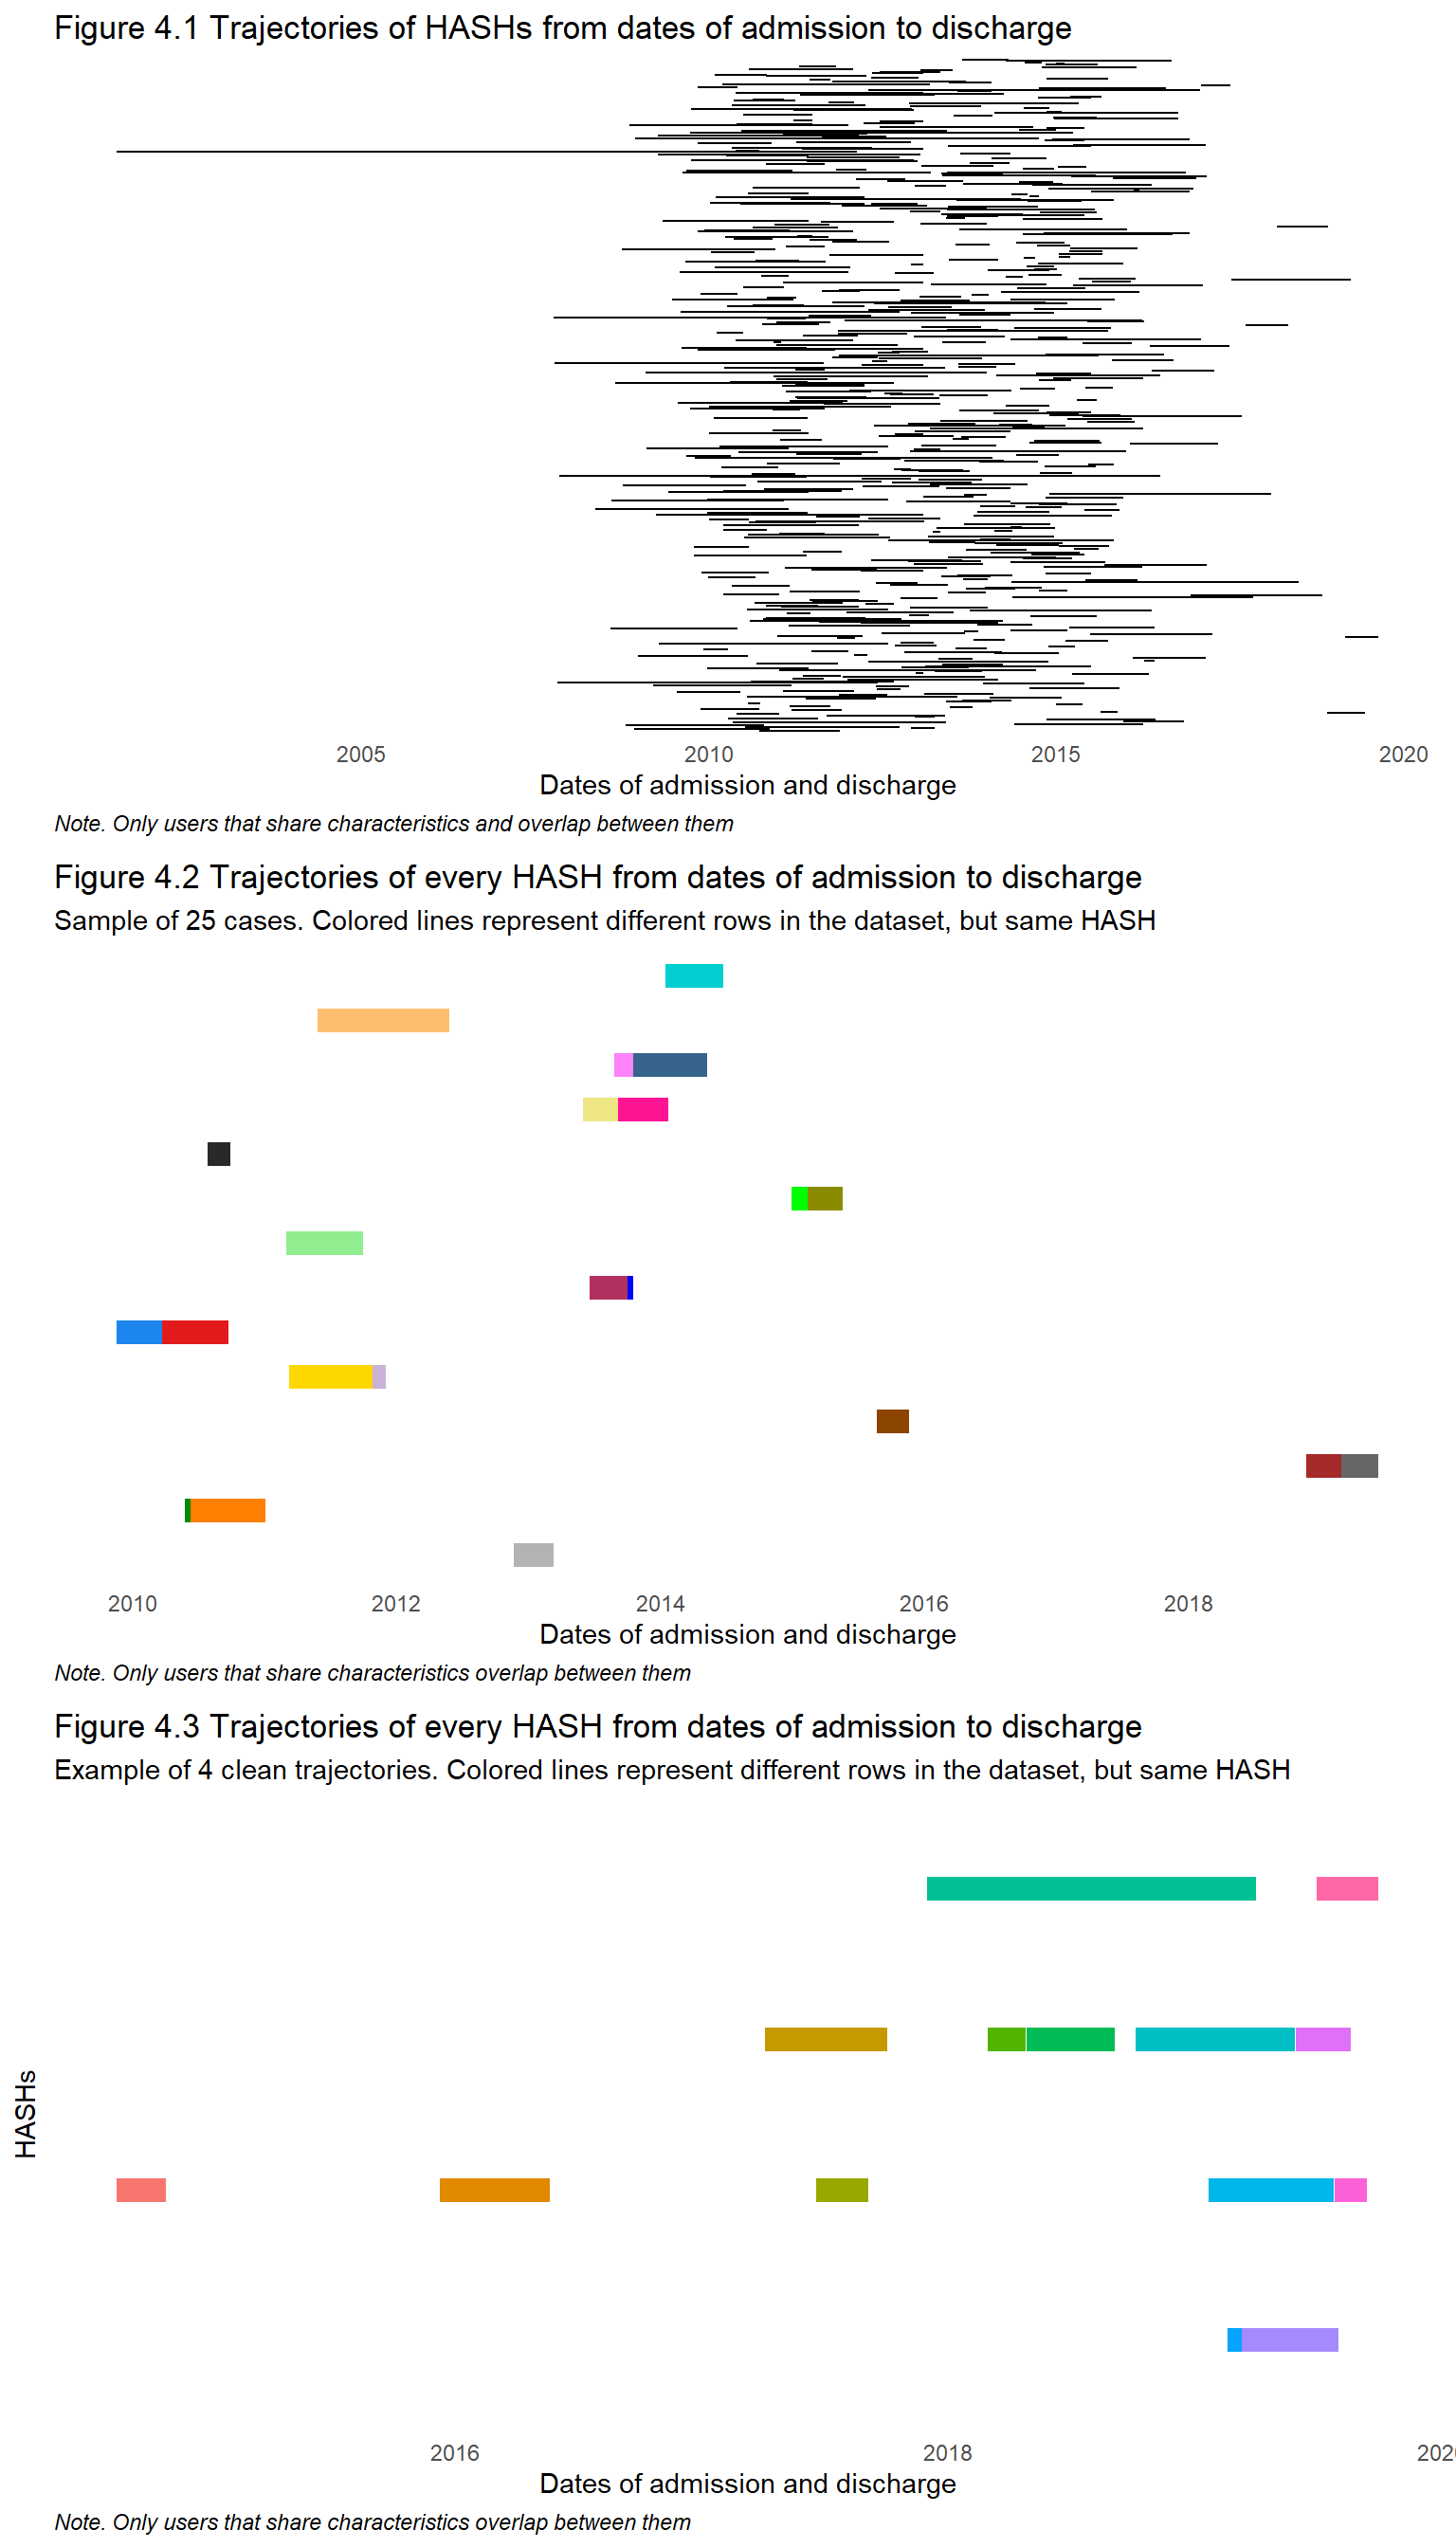 Figure 4.1 Trajectories of HASHs from dates of admission to discharge
2005 2010 2015 2020
Dates of admission and discharge
Note. Only users that share characteristics and overlap between them
Figure 4.2 Trajectories of every HASH from dates of admission to discharge
Sample of 25 cases. Colored lines represent different rows in the dataset, but same HASH
2010 2012 2014 2016 2018
Dates of admission and discharge
Note. Only users that share characteristics overlap between them
Figure 4.3 Trajectories of every HASH from dates of admission to discharge
Example of 4 clean trajectories. Colored lines represent different rows in the dataset, but same HASH
HASHs
2016 2018
Dates of admission and discharge
Note. Only users that share characteristics overlap between them